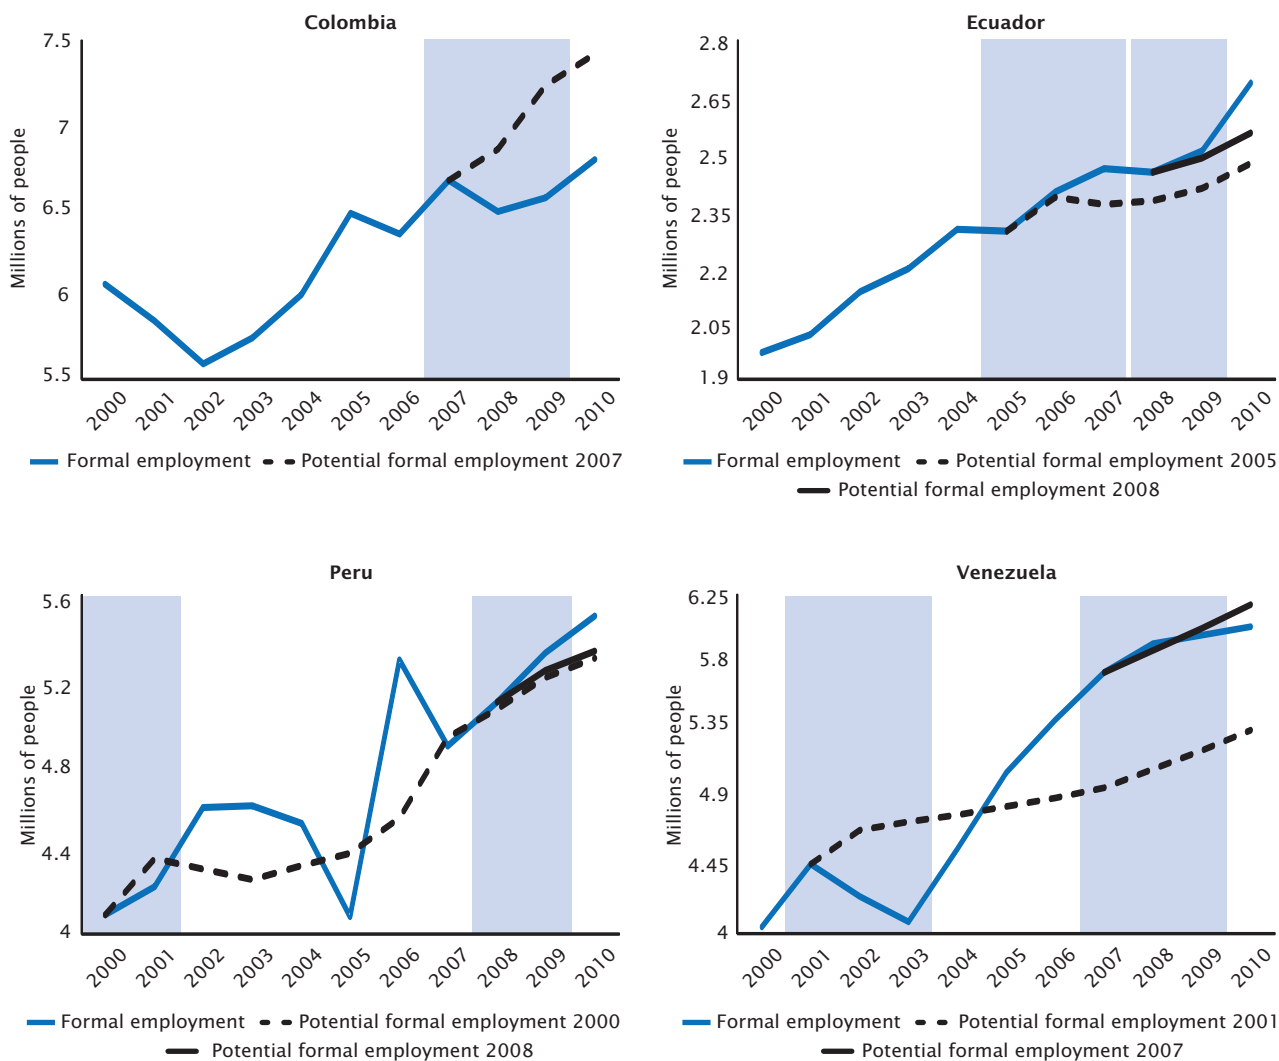 Colombia
7.5
7
6.5
6
5.5
Millions of people
2000 2001 2002 2003 2004 2005 2006 2007 2008 2009 2010
Formal employment Potential formal employment 2007
Ecuador
2.8
2.65
2.5
2.35
2.2
2.05
1.9
Millions of people
2000 2001 2002 2003 2004 2005 2006 2007 2008 2009 2010
Formal employment Potential formal employment 2005
Potential formal employment 2008
Peru
5.6
5.2
4.8
4.4
4
Millions of people
2000 2001 2002 2003 2004 2005 2006 2007 2008 2009 2010
Formal employment Potential formal employment 2000
Potential formal employment 2008
Venezuela
6.25
5.8
5.35
4.9
4.45
4
Millions of people
2000 2001 2002 2003 2004 2005 2006 2007 2008 2009 2010
Formal employment Potential formal employment 2001
Potential formal employment 2007